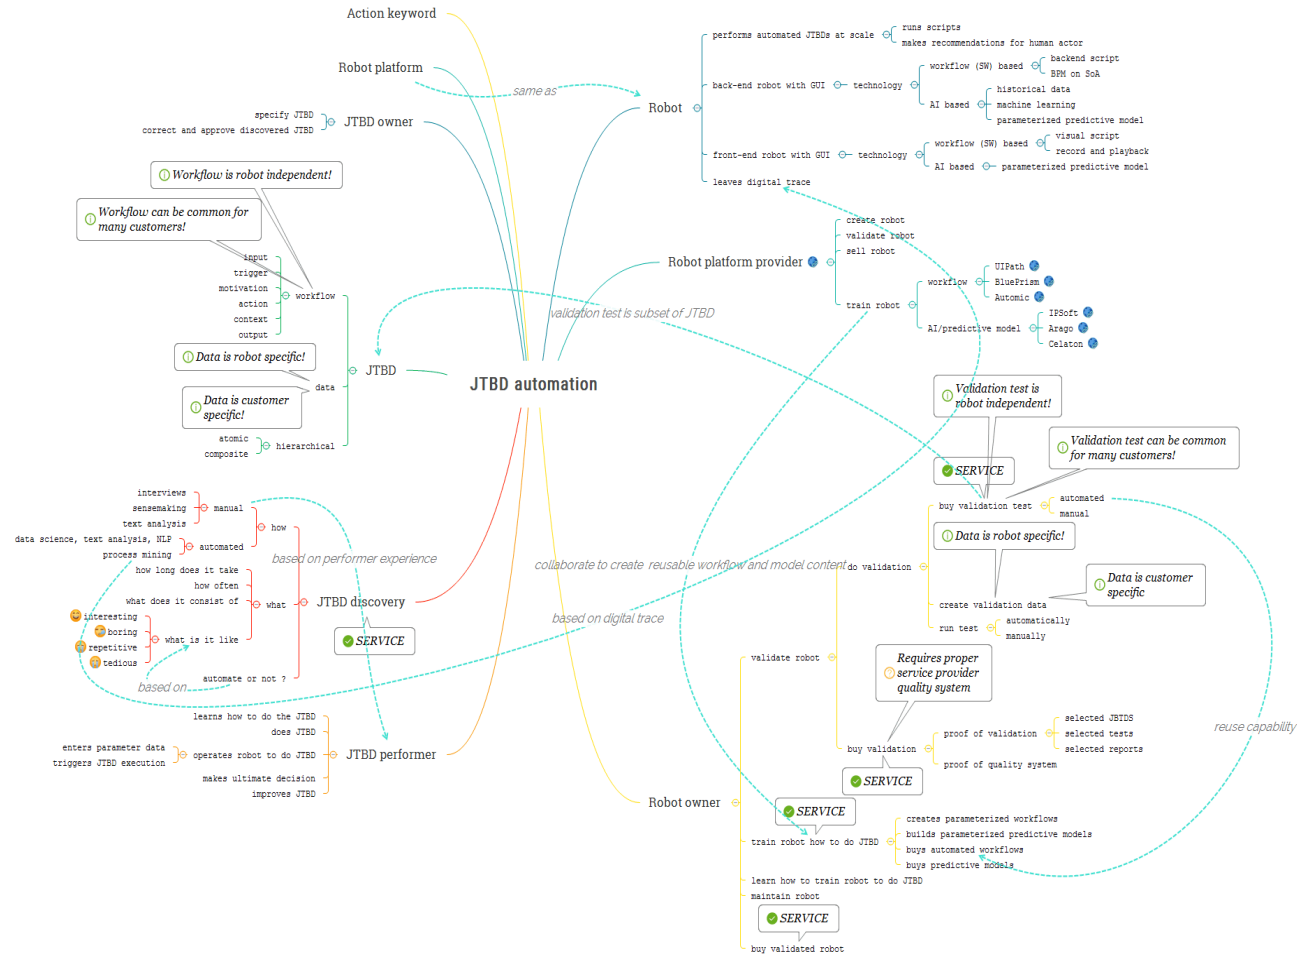 Action keyword
Robot platform
same as
specify JTBD
correct and approve discovered JTBD
JTBD owner
Workflow is robot independent!
Workflow can be common for
many customers!
input
trigger
motivation
action
context
output
workflow
Data is robot specific!
data
Data is customer
specific!
JTBD
atomic
composite
hierarchical
JTBD automation
Robot
performs automated JTBDs at scale
runs scripts
makes recommendations for human actor
back-end robot with GUI
technology
workflow (SW) based
backend script
BPM on SoA
AI based
historical data
machine learning
parameterized predictive model
front-end robot with GUI
technology
workflow (SW) based
visual script
record and playback
AI based
parameterized predictive model
leaves digital trace
Robot platform provider
create robot
validate robot
sell robot
train robot
workflow
UIPath
BluePrism
Automic
AI/predictive model
IPSoft
Arago
Celaton
validation test is subset of JTBD
interviews
sensemaking
text analysis
manual
how
data science, text analysis, NLP
process mining
automated
based on performer experience
how long does it take
how often
what does it consist of
what
JTBD discovery
interesting
boring
repetitive
tedious
what is it like
SERVICE
automate or not ?
based on
learns how to do the JTBD
does JTBD
enters parameter data
triggers JTBD execution
operates robot to do JTBD
JTBD performer
makes ultimate decision
improves JTBD
collaborate to create reusable workflow and model content
based on digital trace
Validation test is
robot independent!
Validation test can be common
for many customers!
SERVICE
buy validation test
automated
manual
Data is robot specific!
do validation
Data is customer
specific
create validation data
run test
automatically
manually
validate robot
Requires proper
service provider
quality system
buy validation
proof of validation
selected JBTDS
selected tests
selected reports
proof of quality system
SERVICE
reuse capability
Robot owner
SERVICE
train robot how to do JTBD
creates parameterized workflows
builds parameterized predictive models
buys automated workflows
buys predictive models
learn how to train robot to do JTBD
maintain robot
SERVICE
buy validated robot